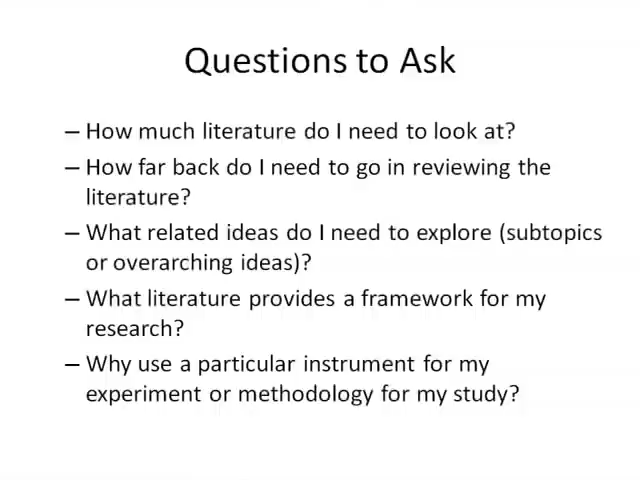 Questions to Ask
– How much literature do I need to look at?
– How far back do I need to go in reviewing the
literature?
– What related ideas do I need to explore (subtopics
or overarching ideas)?
– What literature provides a framework for my
research?
– Why use a particular instrument for my
experiment or methodology for my study?